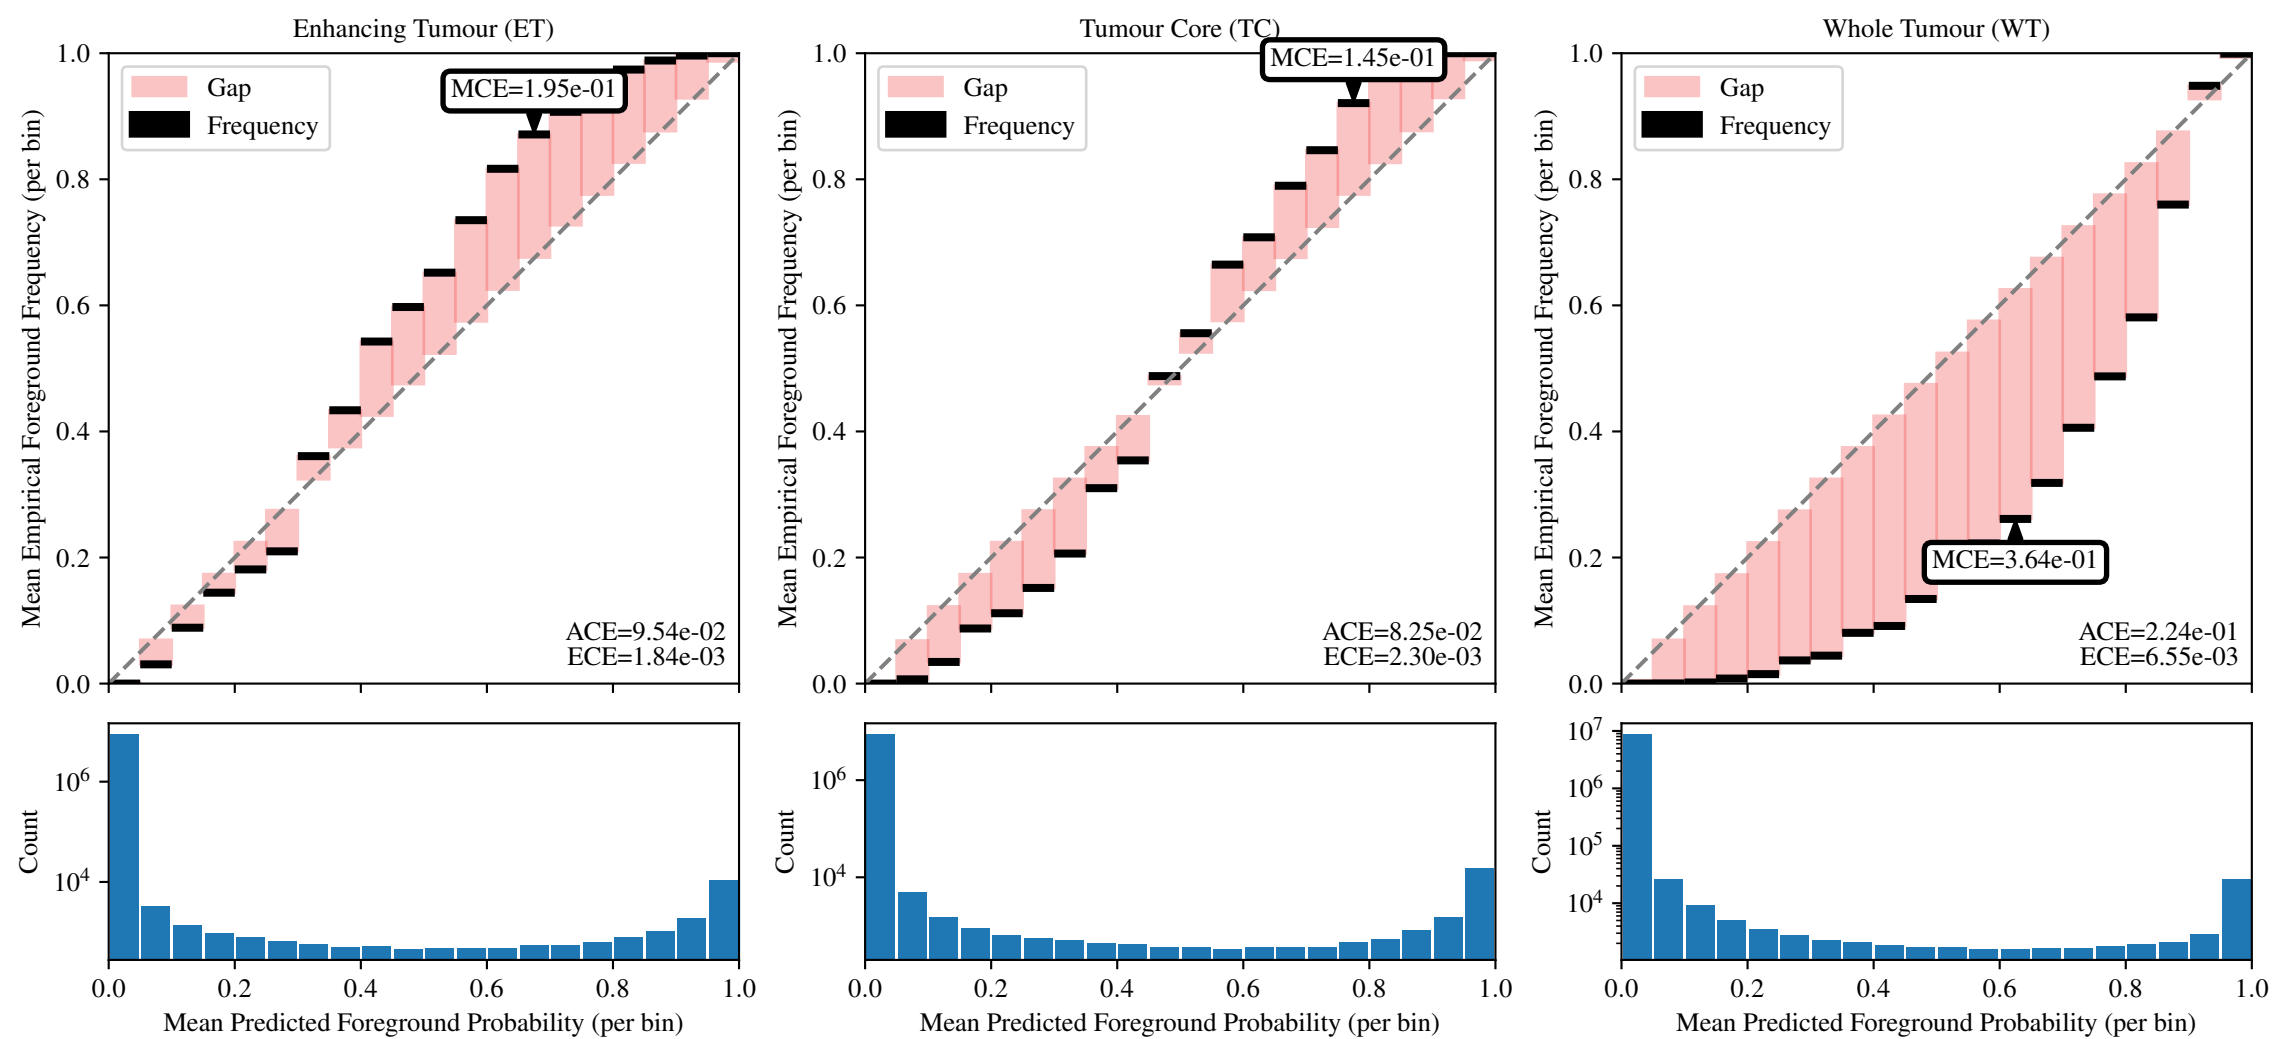 Enhancing Tumour (ET)
Mean Empirical Foreground Frequency (per bin)
1.0
0.8
0.6
0.4
0.2
0.0
Gap
Frequency
MCE=1.95e-01
ACE=9.54e-02
ECE=1.84e-03
Count
10^6
10^4
0.0 0.2 0.4 0.6 0.8 1.0
Mean Predicted Foreground Probability (per bin)
Tumour Core (TC)
Mean Empirical Foreground Frequency (per bin)
1.0
0.8
0.6
0.4
0.2
0.0
Gap
Frequency
MCE=1.45e-01
ACE=8.25e-02
ECE=2.30e-03
Count
10^6
10^4
0.0 0.2 0.4 0.6 0.8 1.0
Mean Predicted Foreground Probability (per bin)
Whole Tumour (WT)
Mean Empirical Foreground Frequency (per bin)
1.0
0.8
0.6
0.4
0.2
0.0
Gap
Frequency
MCE=3.64e-01
ACE=2.24e-01
ECE=6.55e-03
Count
10^7
10^6
10^5
10^4
0.0 0.2 0.4 0.6 0.8 1.0
Mean Predicted Foreground Probability (per bin)